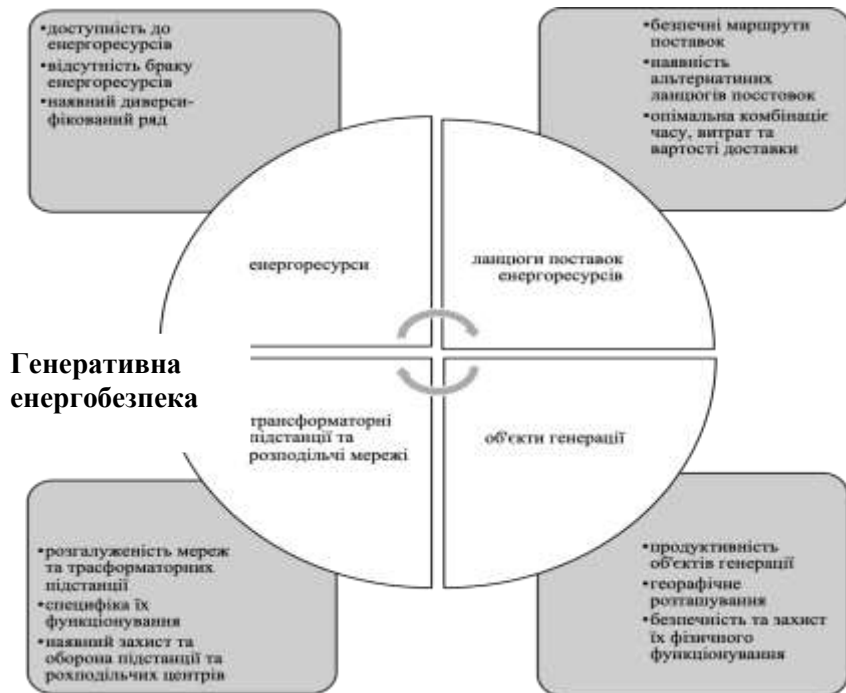 •доступність до
енергоресурсів
•відсутність браку
енергоресурсів
•наявний диверси-
фікований ряд
•безпечні маршрути
поставок
•наявність
альтернатиних
ланцюгів посстовок
•опімальна комбінаціє
часу, витрат та
вартості доставки
енергоресурси
ланцюги поставок
енергоресурсів
Генеративна
енергобезпека
трансформаторні
підстанції та
розподільчі мережі
об'єкти генерації
•розгалуженість мереж
та трасформаторних
підстанції
•специфіка їх
функціонування
•наявний захист та
оборона підстанції та
рохподільчих центрів
•продуктивність
об'єктів генерації
•георафічне
розташування
•безпечність та захист
їх фізичного
функціонування